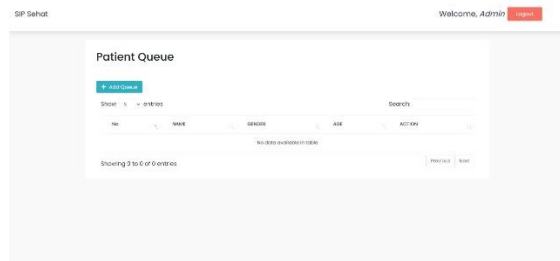 SIP Sehat Welcome, Admin Logout
Patient Queue
+ Add Queue
Show 5 entries Search:
No NAME GENDER AGE ACTION
No data available in table
Showing 0 to 0 of 0 entries Previous Next